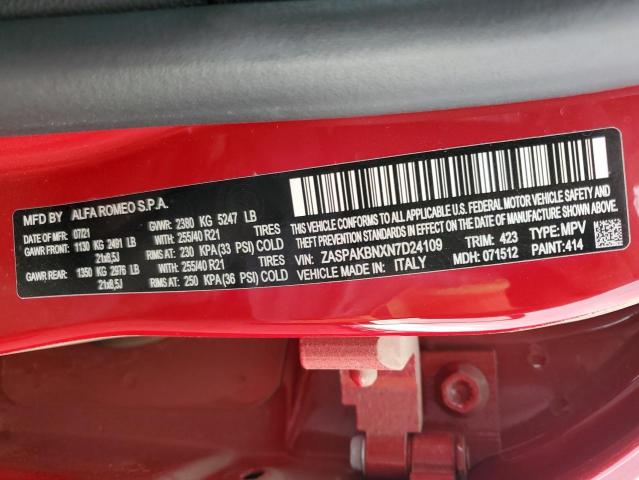 MFD BY ALFA ROMEO S.P.A.
DATE OF MFR: 07/21 GVWR: 2380 KG 5247 LB
GAWR FRONT: 1130 KG 2491 LB TIRES
WITH: 255/40 R21
21x8,5J RIMS AT: 230 KPA (33 PSI) COLD
GAWR REAR: 1350 KG 2976 LB TIRES
WITH: 255/40 R21
21x8,5J RIMS AT: 250 KPA (36 PSI) COLD
THIS VEHICLE CONFORMS TO ALL APPLICABLE U.S. FEDERAL MOTOR VEHICLE
SAFETY, BUMPER, AND THEFT PREVENTION STANDARDS IN EFFECT ON THE DATE OF
MANUFACTURE SHOWN ABOVE.
VIN: ZASPAKBNXN7D24109 TRIM: 423 TYPE: MPV
MADE IN: ITALY MDH: 071512 PAINT: 414